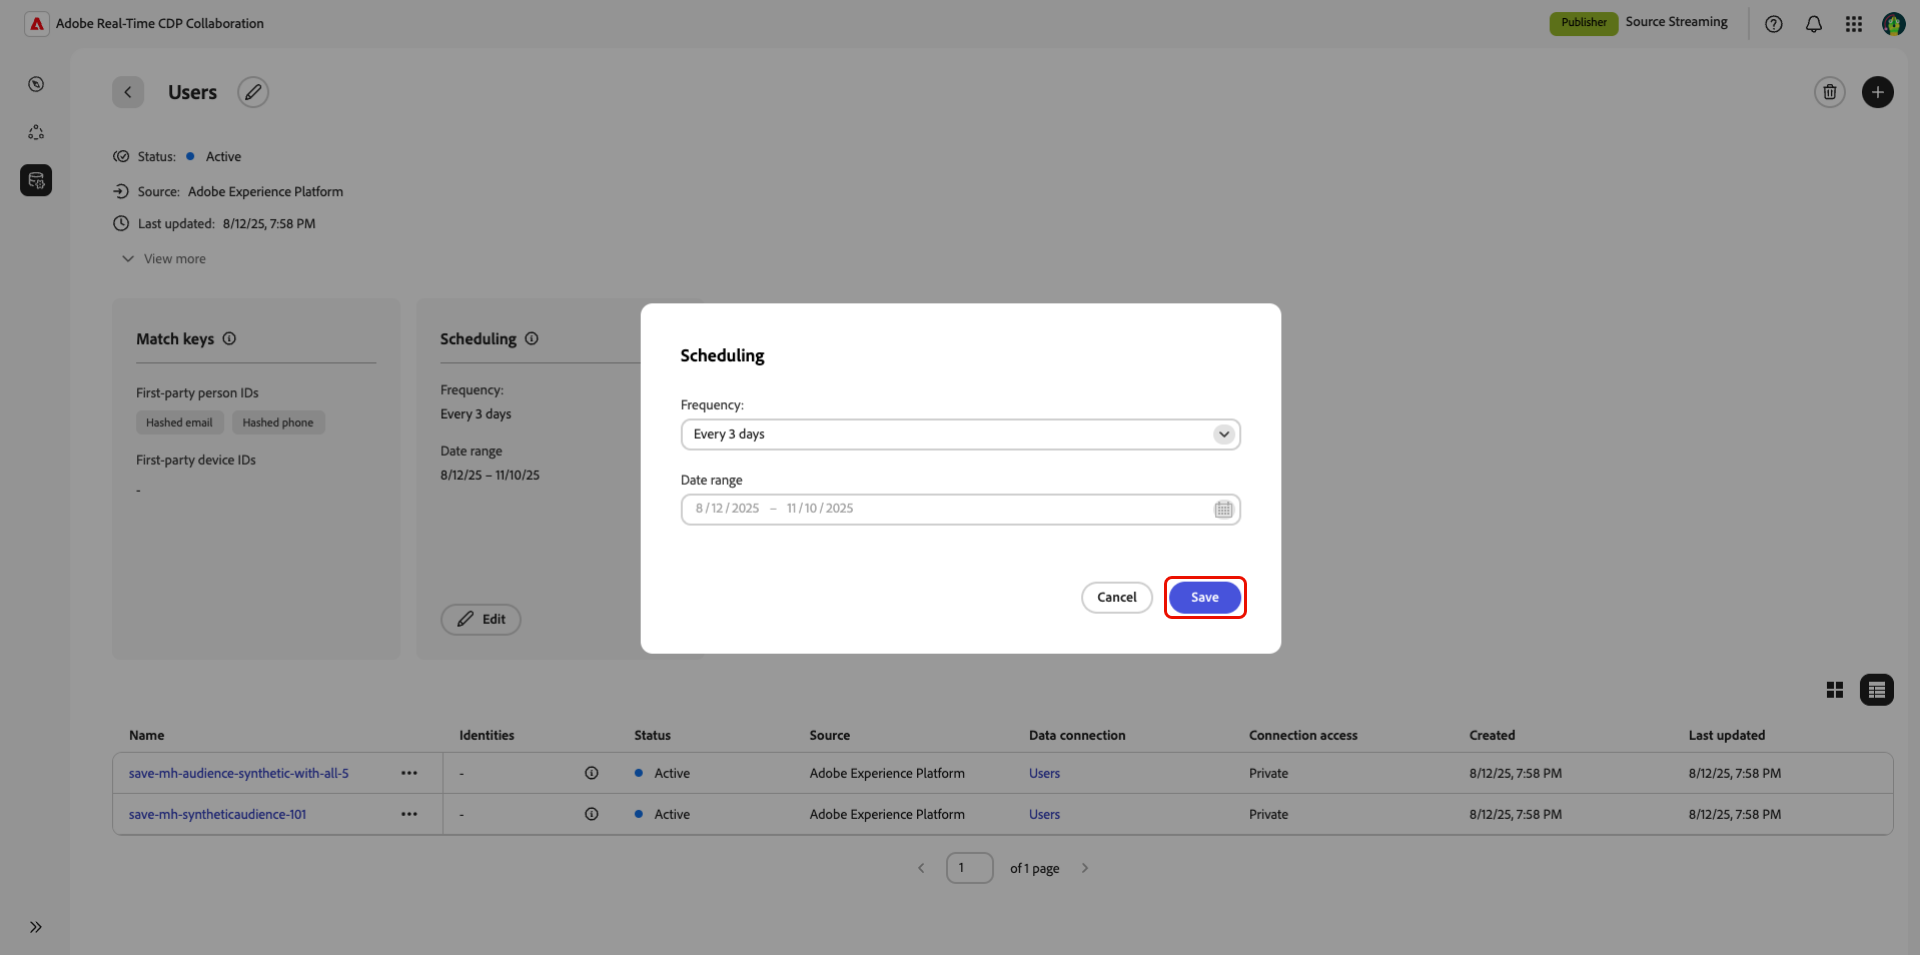 Adobe Real-Time CDP Collaboration
Publisher
Source Streaming
Users
Status: Active
Source: Adobe Experience Platform
Last updated: 8/12/25, 7:58 PM
View more
Match keys
First-party person IDs
Hashed email
Hashed phone
First-party device IDs
-
Scheduling
Frequency:
Every 3 days
Date range
8/12/25 – 11/10/25
Edit
Scheduling
Frequency:
Every 3 days
Date range
8 / 12 / 2025 – 11 / 10 / 2025
Cancel
Save
Name Identities Status Source Data connection Connection access Created Last updated
save-mh-audience-synthetic-with-all-5 - Active Adobe Experience Platform Users Private 8/12/25, 7:58 PM 8/12/25, 7:58 PM
save-mh-syntheticaudience-101 - Active Adobe Experience Platform Users Private 8/12/25, 7:58 PM 8/12/25, 7:58 PM
1 of 1 page